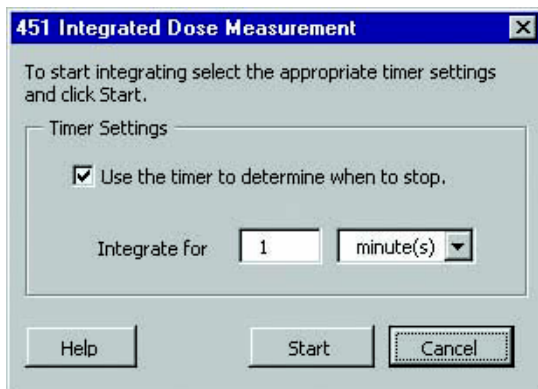 451 Integrated Dose Measurement
To start integrating select the appropriate timer settings
and click Start.
Timer Settings
Use the timer to determine when to stop.
Integrate for 1 minute(s)
Help Start Cancel